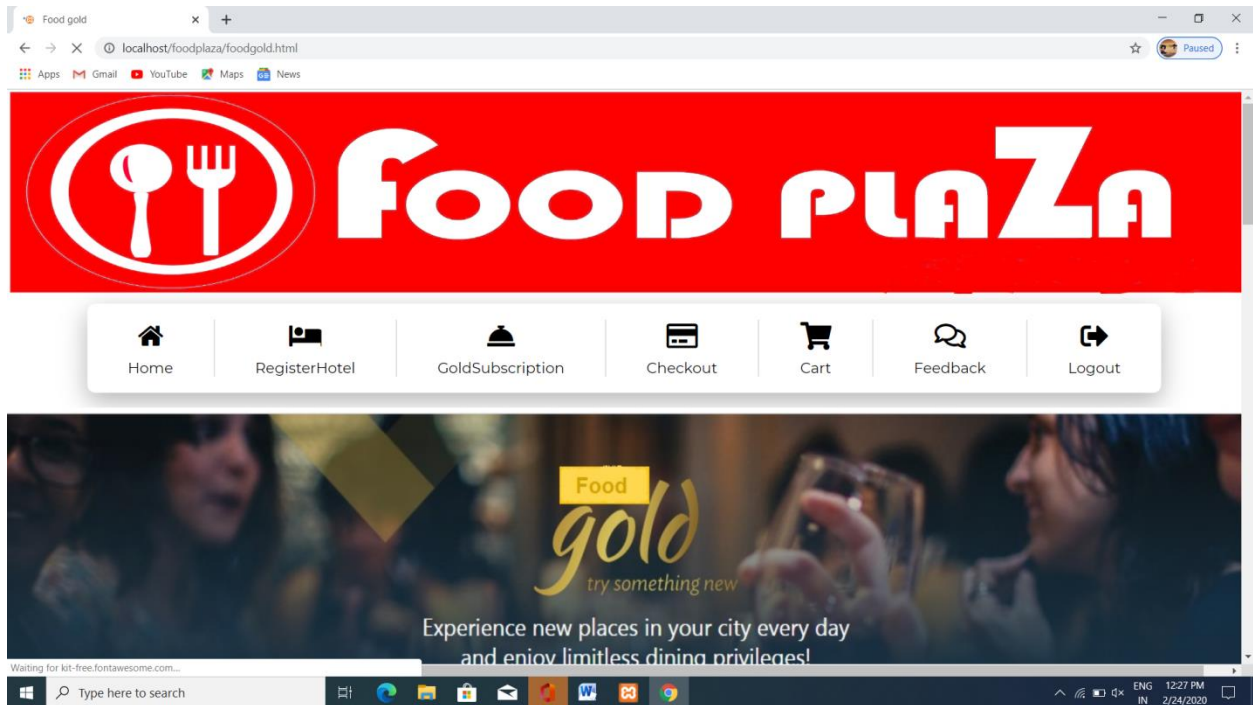 Food gold
localhost/foodplaza/foodgold.html
Paused
Apps Gmail YouTube Maps News
FOOD PLAZA
Home RegisterHotel GoldSubscription Checkout Cart Feedback Logout
Food
gold
try something new
Experience new places in your city every day
and enjoy limitless dining privileges!
Waiting for kit-free.fontawesome.com...
Type here to search
ENG 12:27 PM
IN 2/24/2020